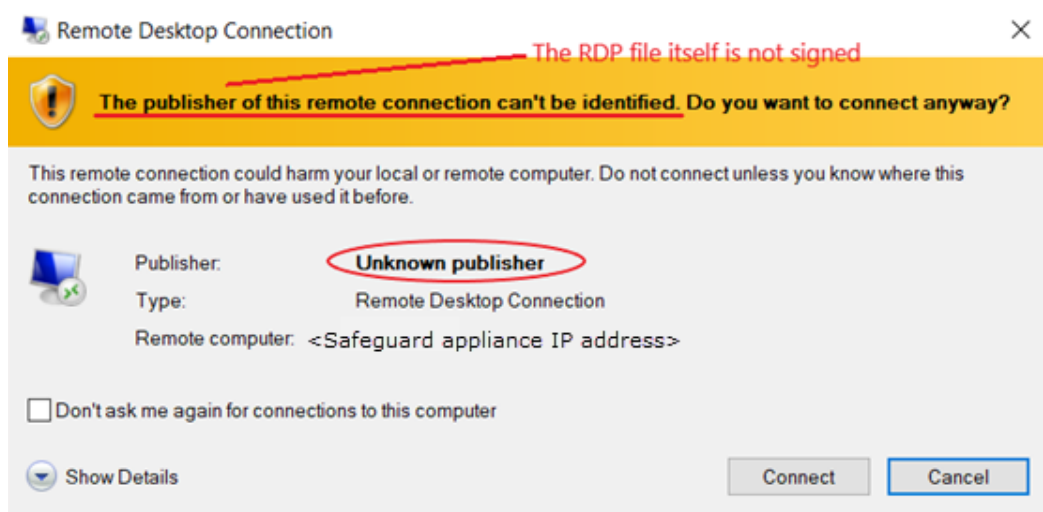 Remote Desktop Connection
The RDP file itself is not signed
The publisher of this remote connection can't be identified. Do you want to connect anyway?
This remote connection could harm your local or remote computer. Do not connect unless you know where this
connection came from or have used it before.
Publisher: Unknown publisher
Type: Remote Desktop Connection
Remote computer: <Safeguard appliance IP address>
Don't ask me again for connections to this computer
Show Details
Connect
Cancel